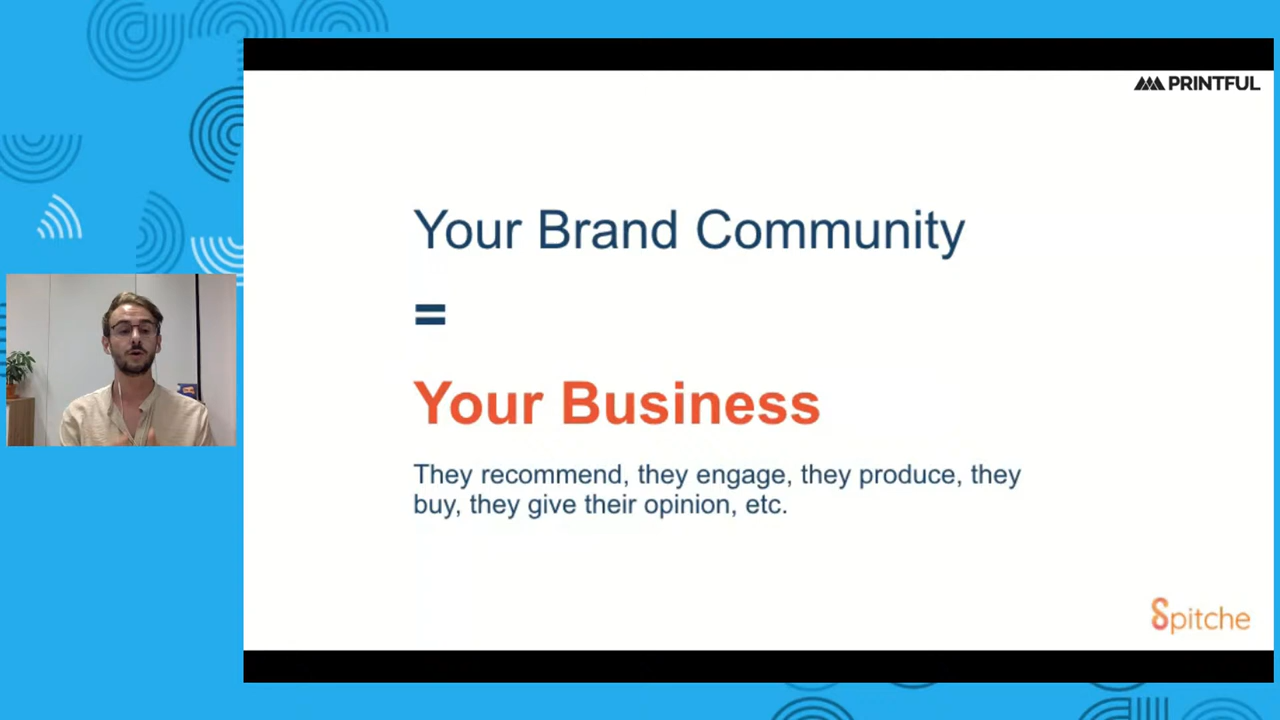 PRINTFUL
Your Brand Community
=
Your Business
They recommend, they engage, they produce, they
buy, they give their opinion, etc.
Spitche